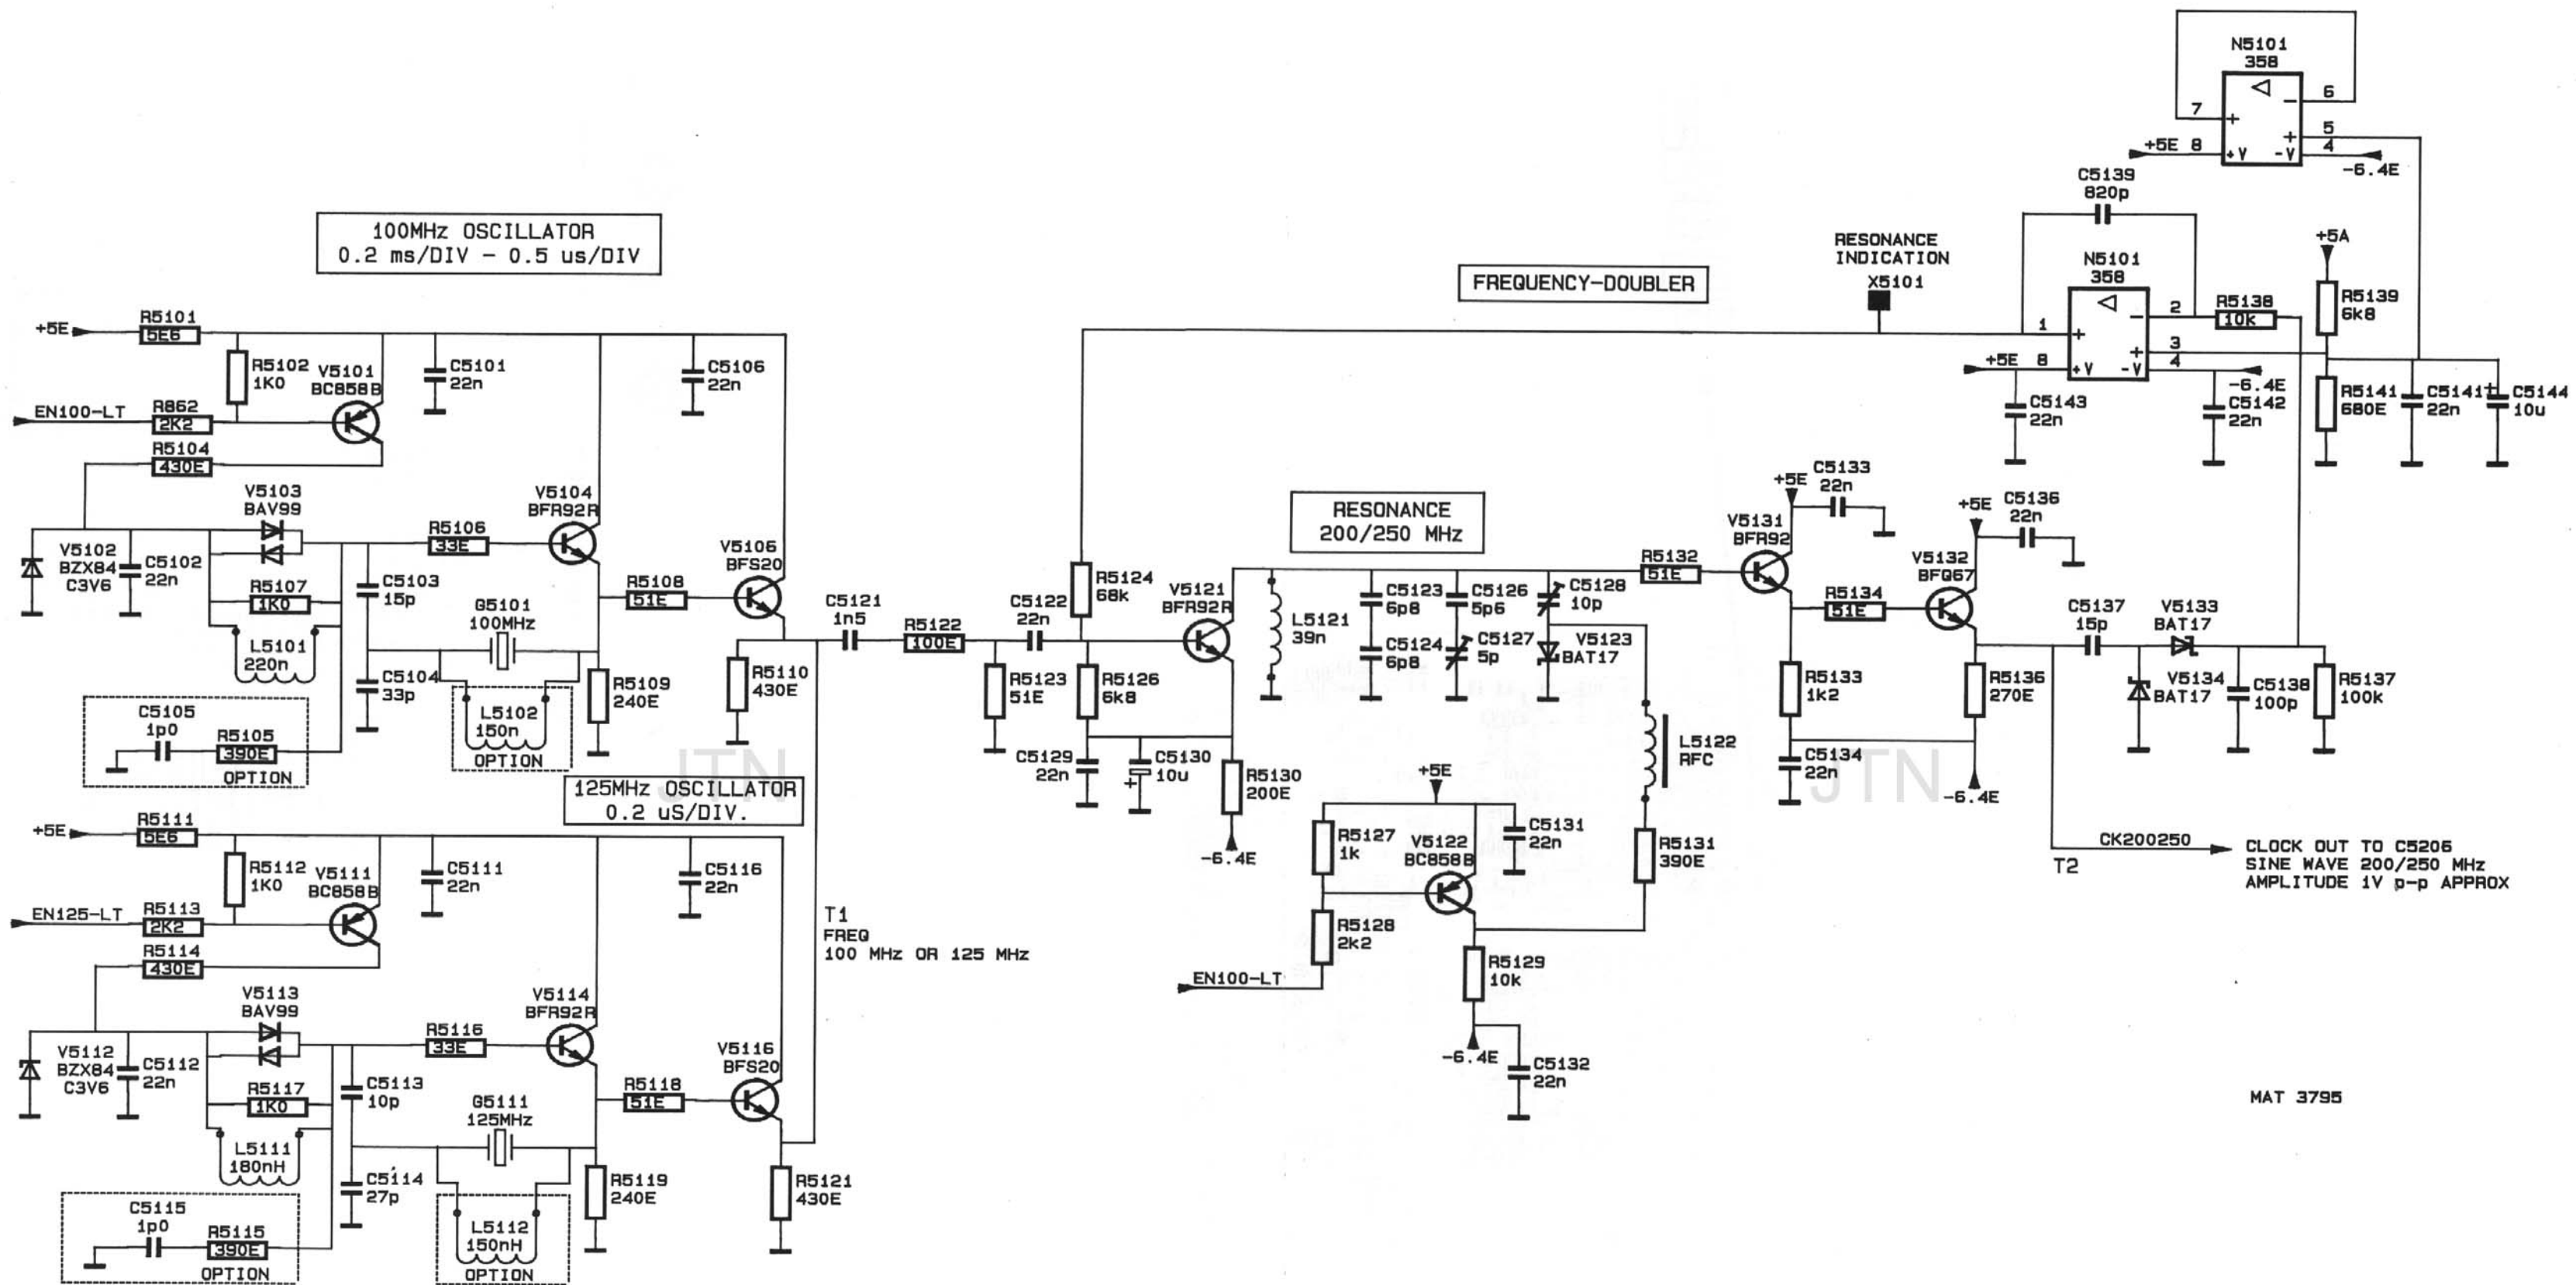 N5101
358
7
6
5
4
+5E 8
+V
-V
-6.4E
C5139
820p
100MHz OSCILLATOR
0.2 ms/DIV - 0.5 us/DIV
RESONANCE
INDICATION
X5101
FREQUENCY-DOUBLER
N5101
358
1
2
3
4
+5E 8
+V
-V
-6.4E
R5138
10k
+5A
R5139
6k8
R5141
680E
C5141
22n
C5144
10u
C5143
22n
C5142
22n
+5E
R5101
5E6
R5102
1K0
V5101
BC858B
C5101
22n
C5106
22n
EN100-LT
R862
2K2
R5104
430E
V5103
BAV99
V5102
BZX84
C3V6
C5102
22n
R5107
1K0
L5101
220n
C5103
15p
C5104
33p
R5106
33E
V5104
BFR92R
G5101
100MHz
R5108
51E
V5106
BFS20
R5109
240E
R5110
430E
L5102
150n
OPTION
C5105
1p0
R5105
390E
OPTION
C5121
1n5
R5122
100E
C5122
22n
R5123
51E
R5124
68k
R5126
6k8
V5121
BFR92R
C5129
22n
C5130
10u
R5130
200E
-6.4E
RESONANCE
200/250 MHz
L5121
39n
C5123
6p8
C5124
6p8
C5126
5p6
C5127
5p
C5128
10p
V5123
BAT17
L5122
RFC
R5131
390E
R5132
51E
V5131
BFR92
+5E
C5133
22n
R5133
1k2
R5134
51E
V5132
BFQ67
+5E
C5136
22n
R5136
270E
C5134
22n
-6.4E
C5137
15p
V5133
BAT17
V5134
BAT17
C5138
100p
R5137
100k
CK200250
T2
CLOCK OUT TO C5206
SINE WAVE 200/250 MHz
AMPLITUDE 1V p-p APPROX
+5E
R5127
1k
V5122
BC858B
C5131
22n
R5128
2k2
EN100-LT
R5129
10k
-6.4E
C5132
22n
JTN
JTN
125MHz OSCILLATOR
0.2 uS/DIV.
+5E
R5111
5E6
R5112
1K0
V5111
BC858B
C5111
22n
C5116
22n
EN125-LT
R5113
2K2
R5114
430E
T1
FREQ
100 MHz OR 125 MHz
V5113
BAV99
V5112
BZX84
C3V6
C5112
22n
R5117
1K0
L5111
180nH
C5113
10p
C5114
27p
R5116
33E
V5114
BFR92R
G5111
125MHz
R5118
51E
V5116
BFS20
R5119
240E
R5121
430E
L5112
150nH
OPTION
C5115
1p0
R5115
390E
OPTION
MAT 3795